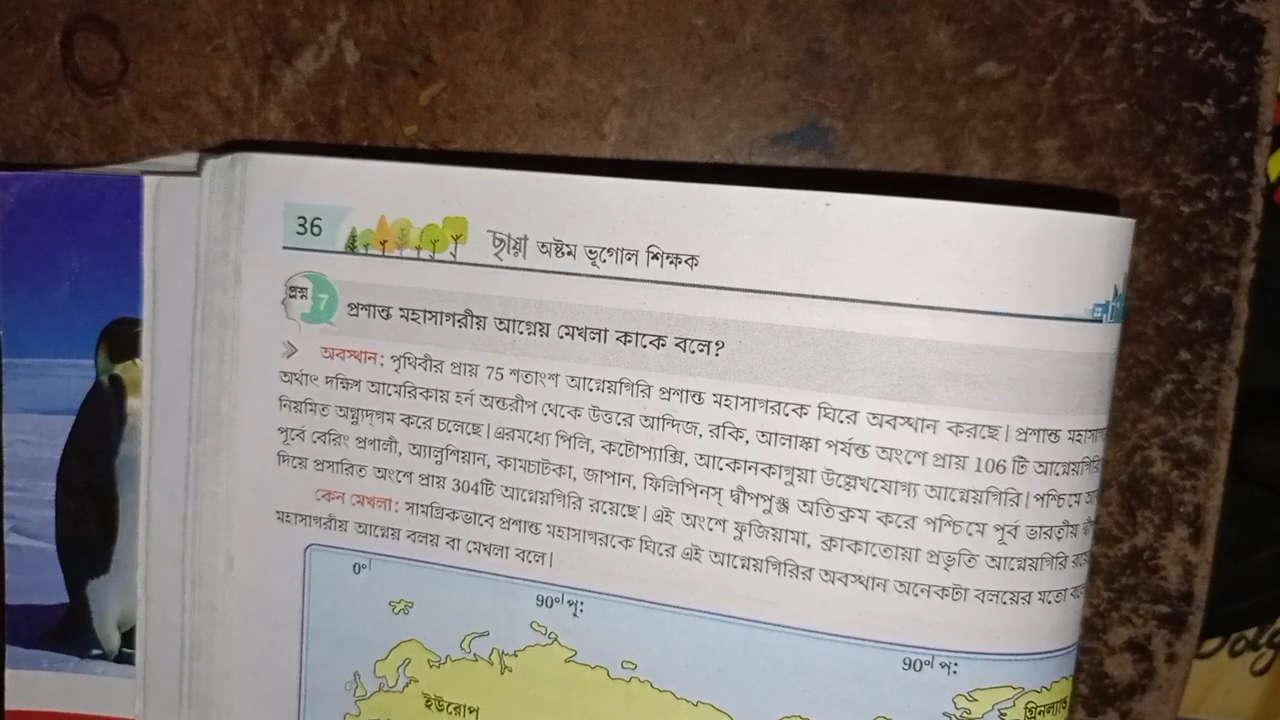 36
ছায়া অষ্টম ভূগোল শিক্ষক
প্রশ্ন 7 প্রশান্ত মহাসাগরীয় আগ্নেয় মেখলা কাকে বলে?
অবস্থান: পৃথিবীর প্রায় 75 শতাংশ আগ্নেয়গিরি প্রশান্ত মহাসাগরকে ঘিরে অবস্থান করছে। প্রশান্ত
অর্থাৎ দক্ষিণ আমেরিকায় হর্ন অন্তরীপ থেকে উত্তরে আন্দিজ, রকি, আলাস্কা পর্যন্ত অংশে প্রায় 106 টি আগ্নেয়গিরি
নিয়মিত অগ্ন্যুদ্‌গম করে চলেছে। এরমধ্যে পিলি, কটোপ্যাক্সি, আকোনকাগুয়া উল্লেখযোগ্য আগ্নেয়গিরি। পশ্চিমে
পূর্বে বেরিং প্রণালী, অ্যালুশিয়ান, কামচাটকা, জাপান, ফিলিপিনস্ দ্বীপপুঞ্জ অতিক্রম করে পশ্চিমে পূর্ব ভারতীয়
দিয়ে প্রসারিত অংশে প্রায় 304টি আগ্নেয়গিরি রয়েছে। এই অংশে ফুজিয়ামা, ক্রাকাতোয়া প্রভৃতি আগ্নেয়গিরি
কেন মেখলা: সামগ্রিকভাবে প্রশান্ত মহাসাগরকে ঘিরে এই আগ্নেয়গিরির অবস্থান অনেকটা বলয়ের মতো
মহাসাগরীয় আগ্নেয় বলয় বা মেখলা বলে।
0°
90° পূ:
90° প:
ইউরোপ
গ্রিনল্যান্ড